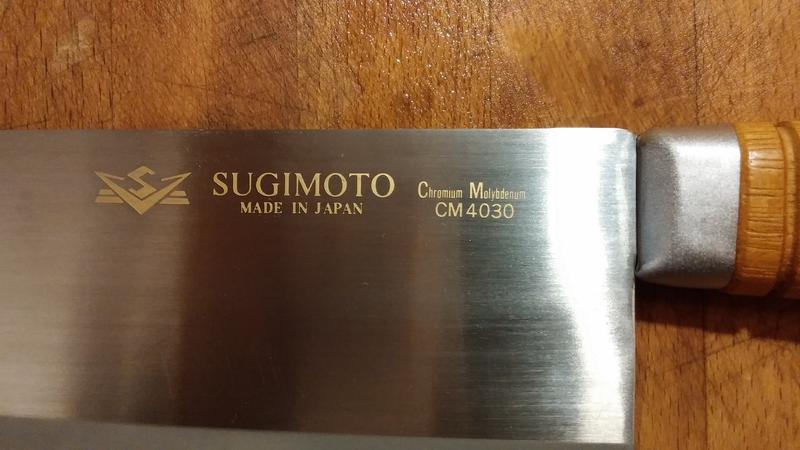 SUGIMOTO
MADE IN JAPAN
Chromium Molybdenum
CM4030